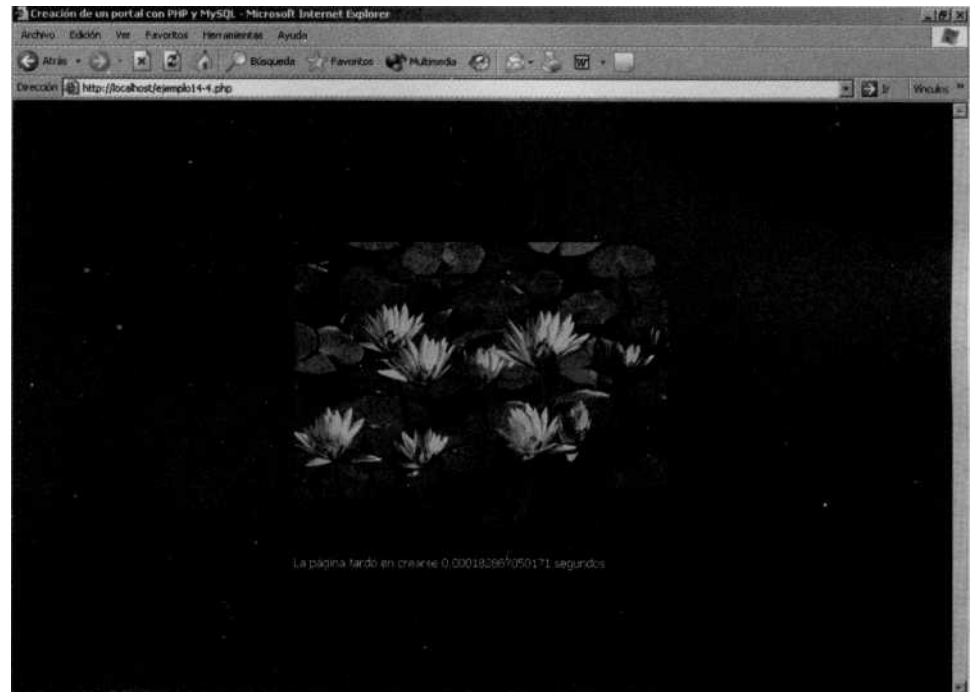 Creación de un portal con PHP y MySQL - Microsoft Internet Explorer
Archivo Edición Ver Favoritos Herramientas Ayuda
Atrás Búsqueda Favoritos Multimedia
Dirección http://localhost/ejemplo14-4.php Ir Vínculos »
La página tardó en crearse 0.000182867050171 segundos